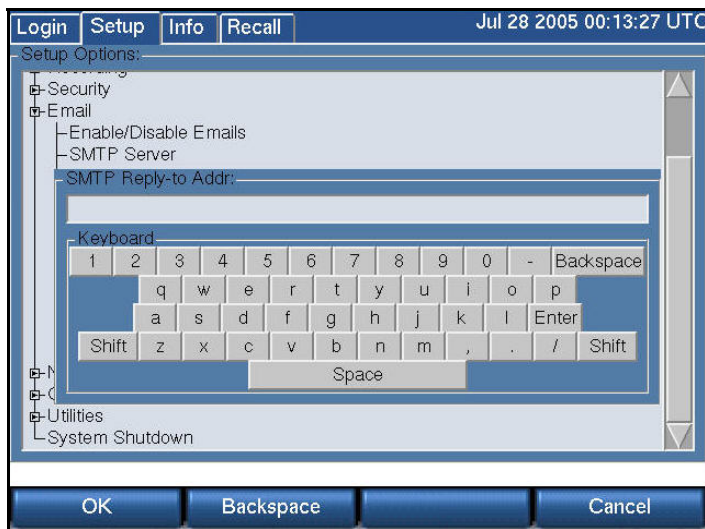 Login Setup Info Recall Jul 28 2005 00:13:27 UTC
Setup Options:
Recording
Security
Email
Enable/Disable Emails
SMTP Server
SMTP Reply-to Addr:
Keyboard
1 2 3 4 5 6 7 8 9 0 - Backspace
q w e r t y u i o p
a s d f g h j k l Enter
Shift z x c v b n m , . / Shift
Space
Utilities
System Shutdown
OK Backspace Cancel